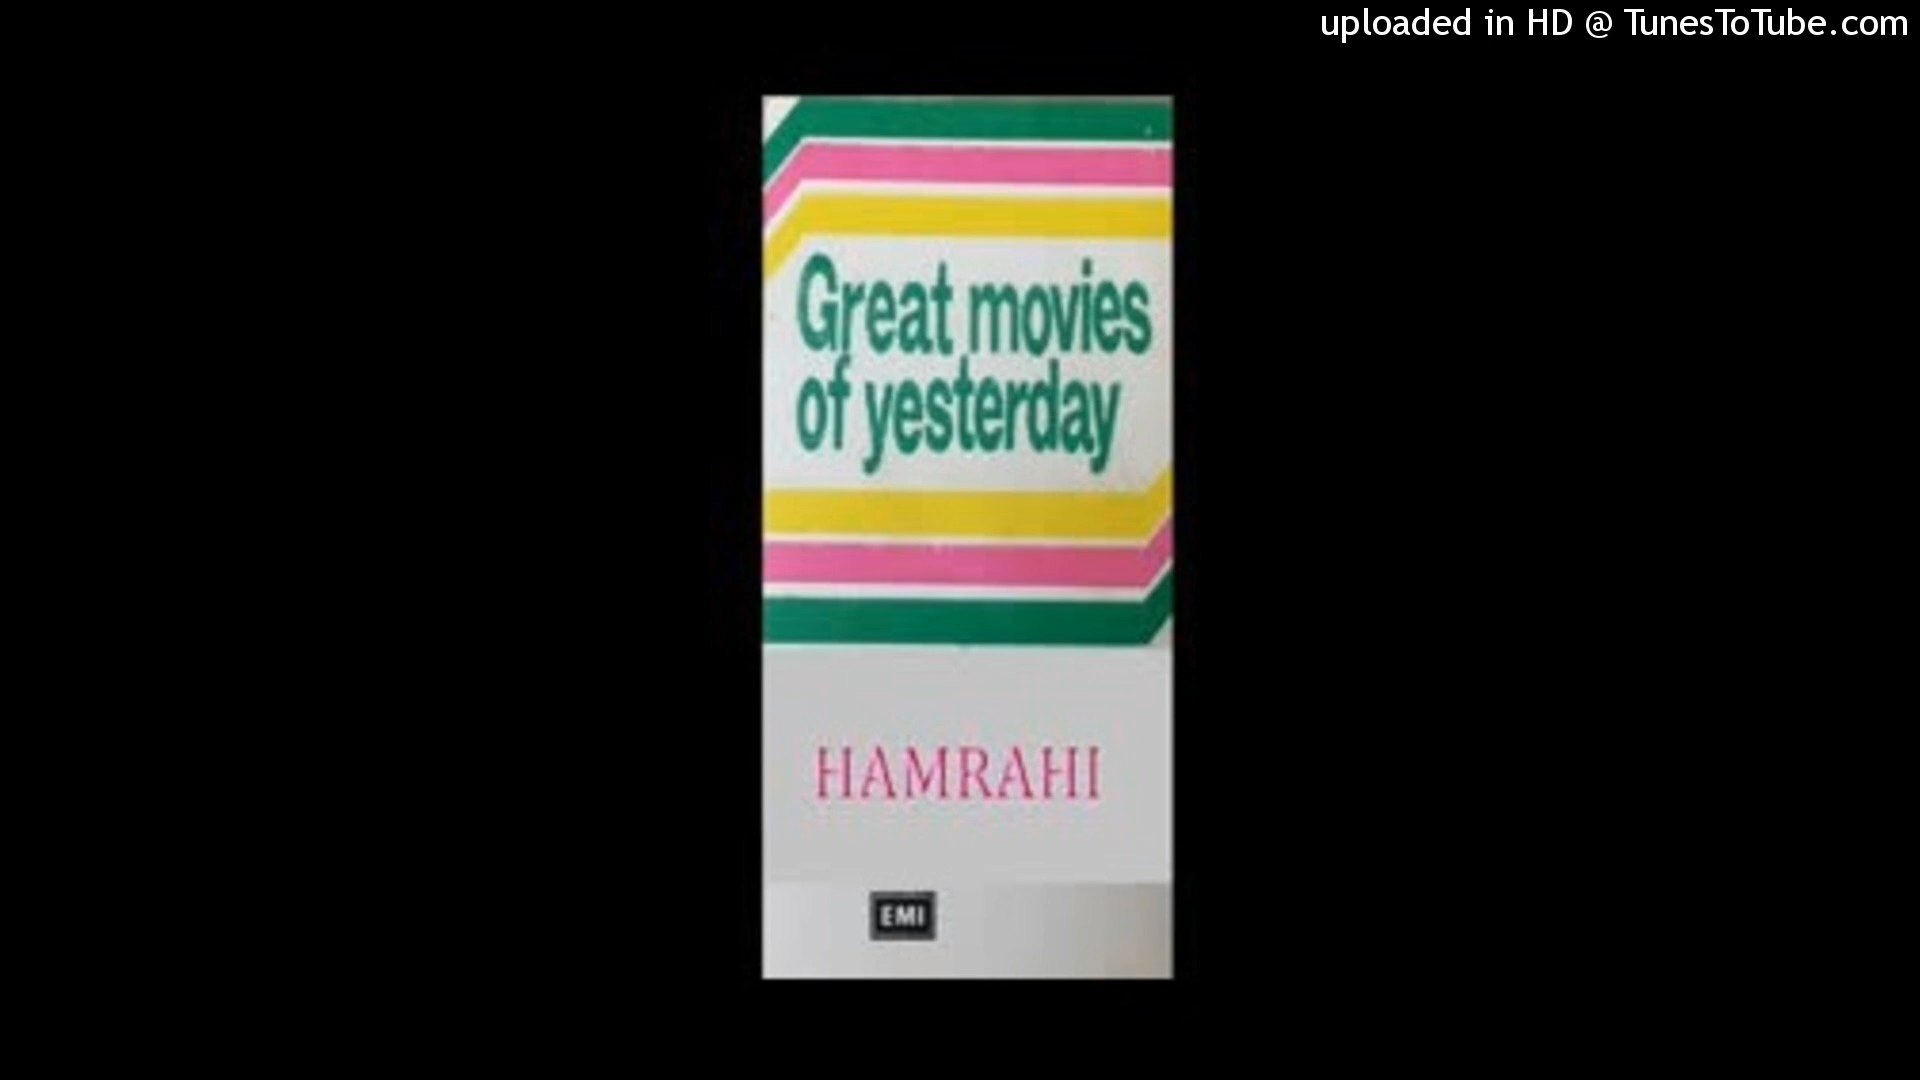 uploaded in HD @ TunesToTube.com
Great movies
of yesterday
HAMRAHI
EMI